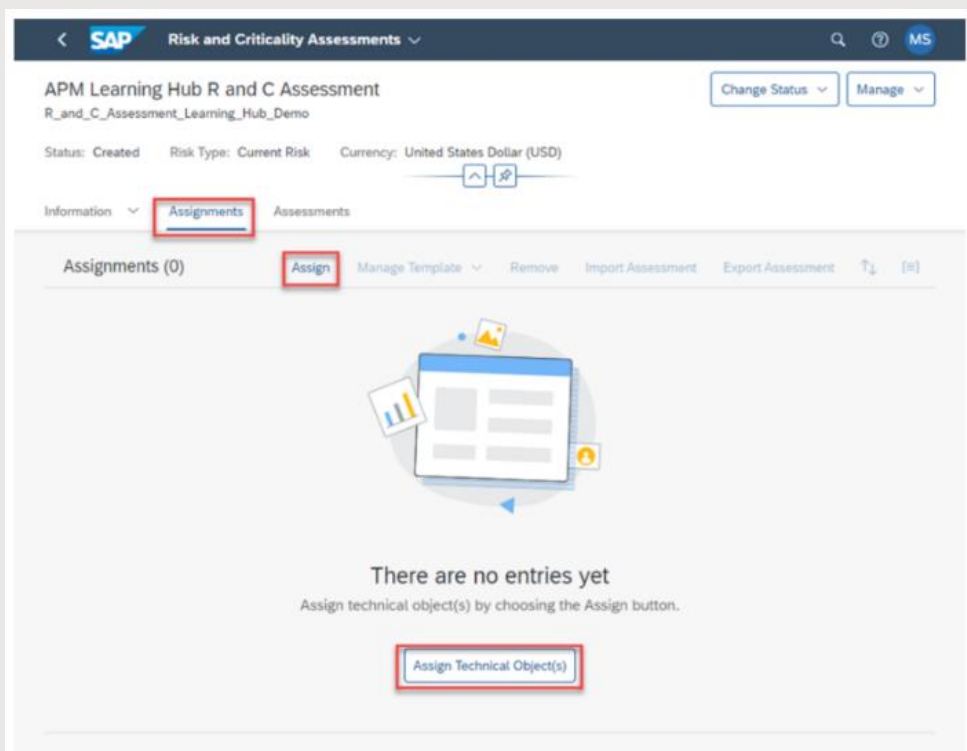 SAP Risk and Criticality Assessments MS
APM Learning Hub R and C Assessment Change Status Manage
R_and_C_Assessment_Learning_Hub_Demo
Status: Created Risk Type: Current Risk Currency: United States Dollar (USD)
Information Assignments Assessments
Assignments (0) Assign Manage Template Remove Import Assessment Export Assessment
There are no entries yet
Assign technical object(s) by choosing the Assign button.
Assign Technical Object(s)